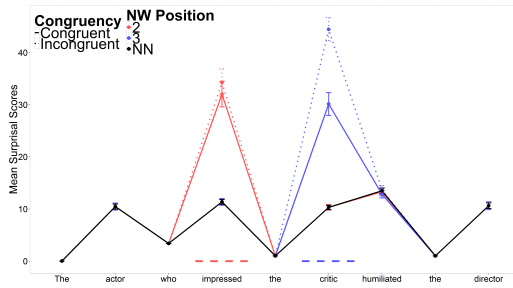 Congruency
Congruent
Incongruent
NW Position
2
3
NN
Mean Surprisal Scores
40
30
20
10
0
The actor who impressed the critic humiliated the director